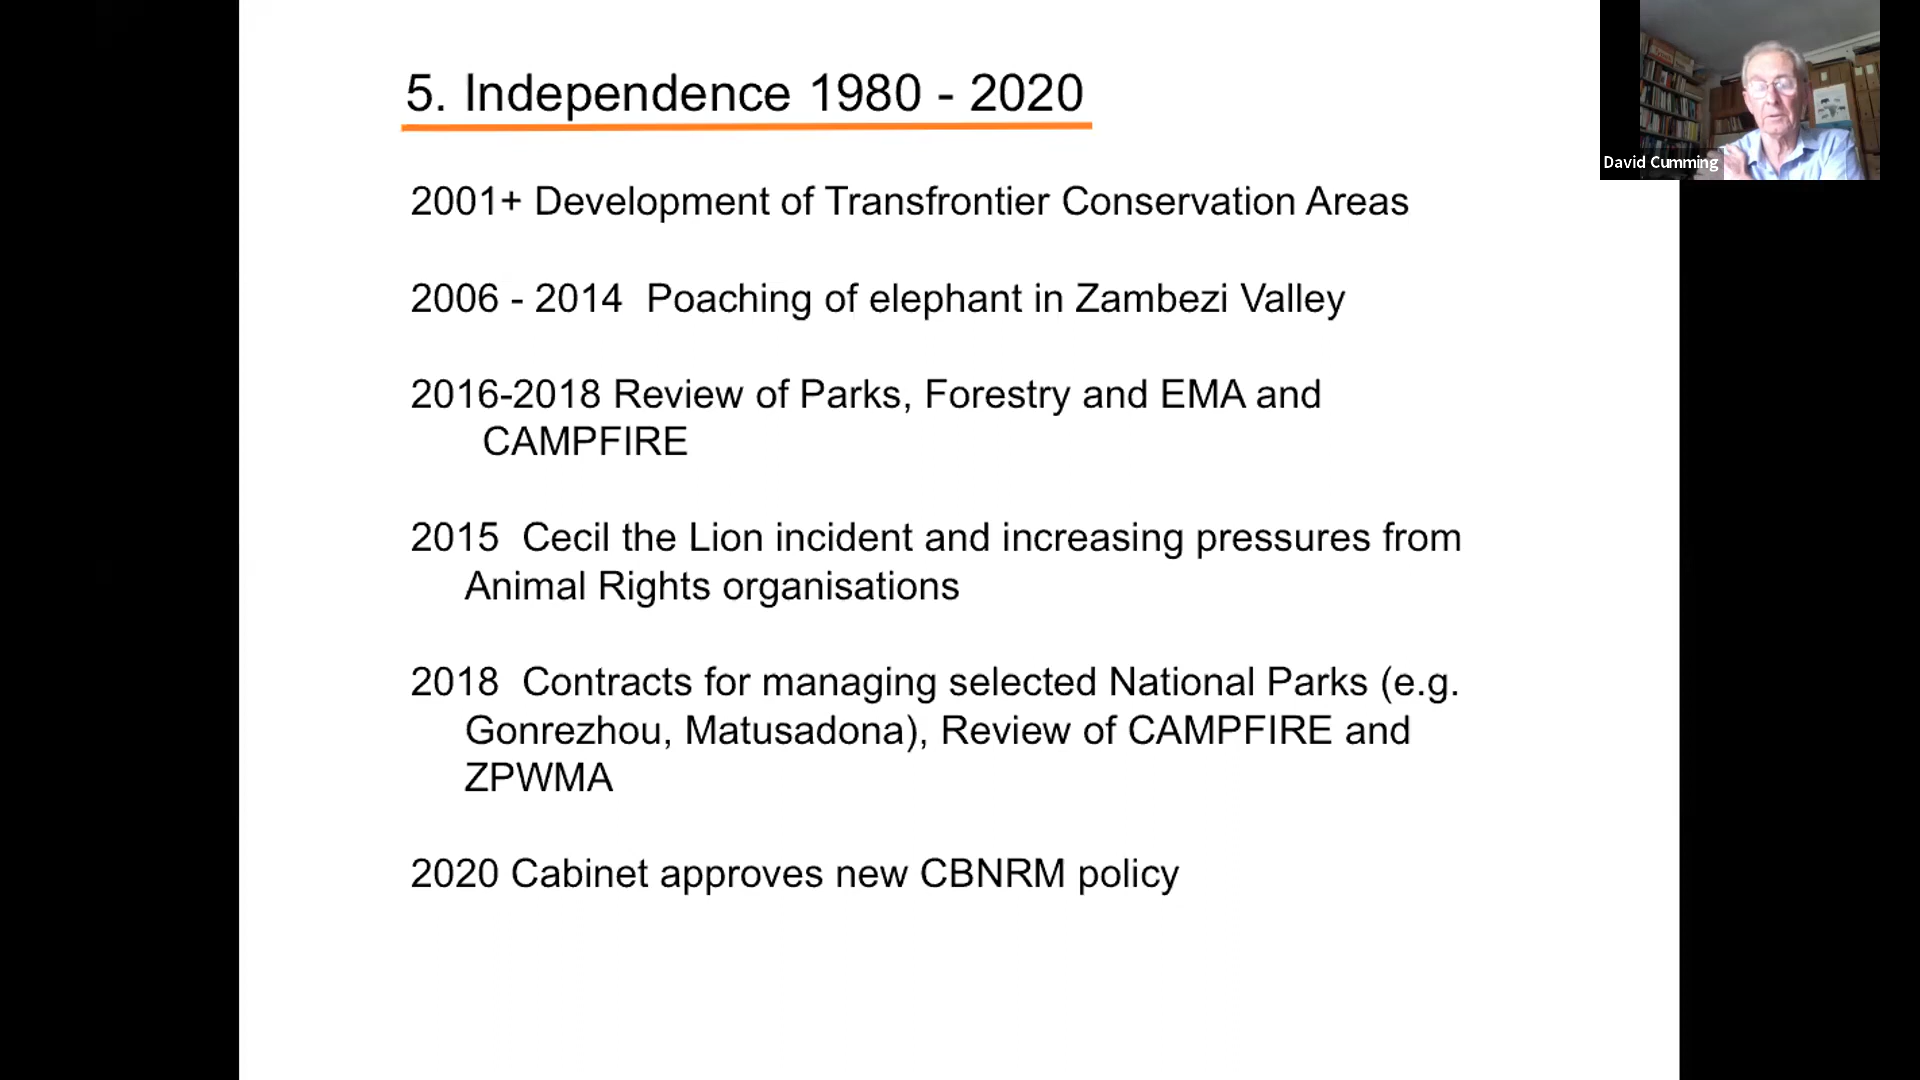 5. Independence 1980 - 2020
David Cumming
2001+ Development of Transfrontier Conservation Areas
2006 - 2014 Poaching of elephant in Zambezi Valley
2016-2018 Review of Parks, Forestry and EMA and
CAMPFIRE
2015 Cecil the Lion incident and increasing pressures from
Animal Rights organisations
2018 Contracts for managing selected National Parks (e.g.
Gonrezhou, Matusadona), Review of CAMPFIRE and
ZPWMA
2020 Cabinet approves new CBNRM policy